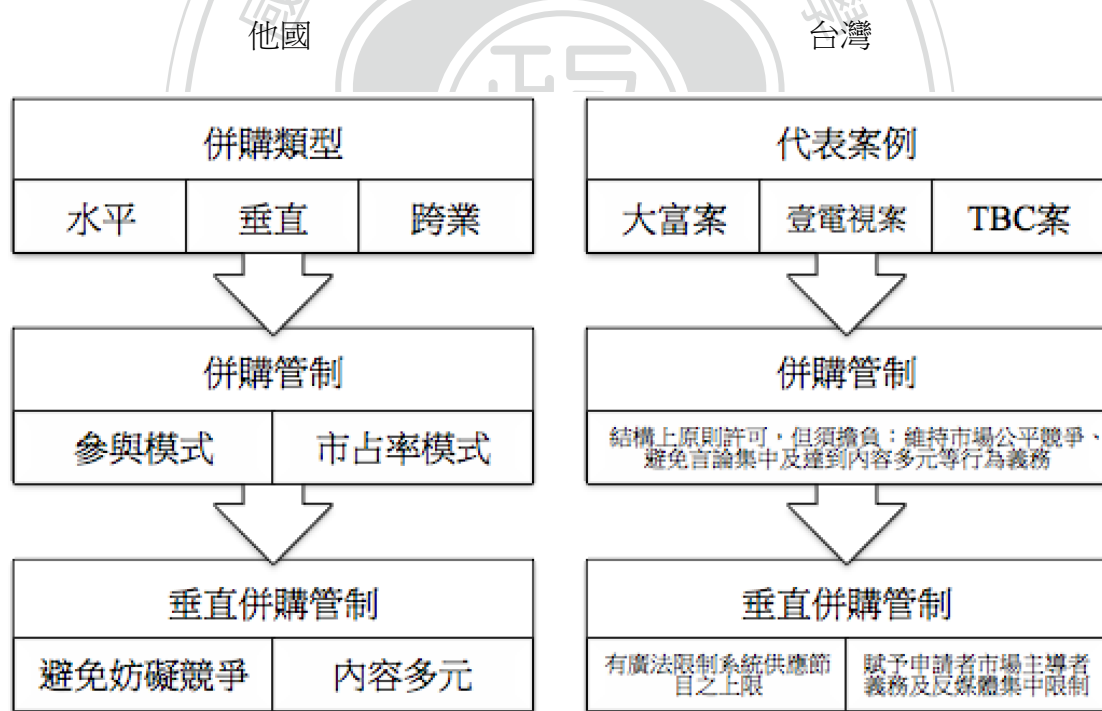 他國
台灣
併購類型
水平
垂直
跨業
代表案例
大富案
壹電視案
TBC案
併購管制
參與模式
市占率模式
併購管制
結構上原則許可，但須擔負：維持市場公平競爭、
避免言論集中及達到內容多元等行為義務
垂直併購管制
避免妨礙競爭
內容多元
垂直併購管制
有廣法限制系統供應節
目之上限
賦予申請者市場主導者
義務及反媒體集中限制